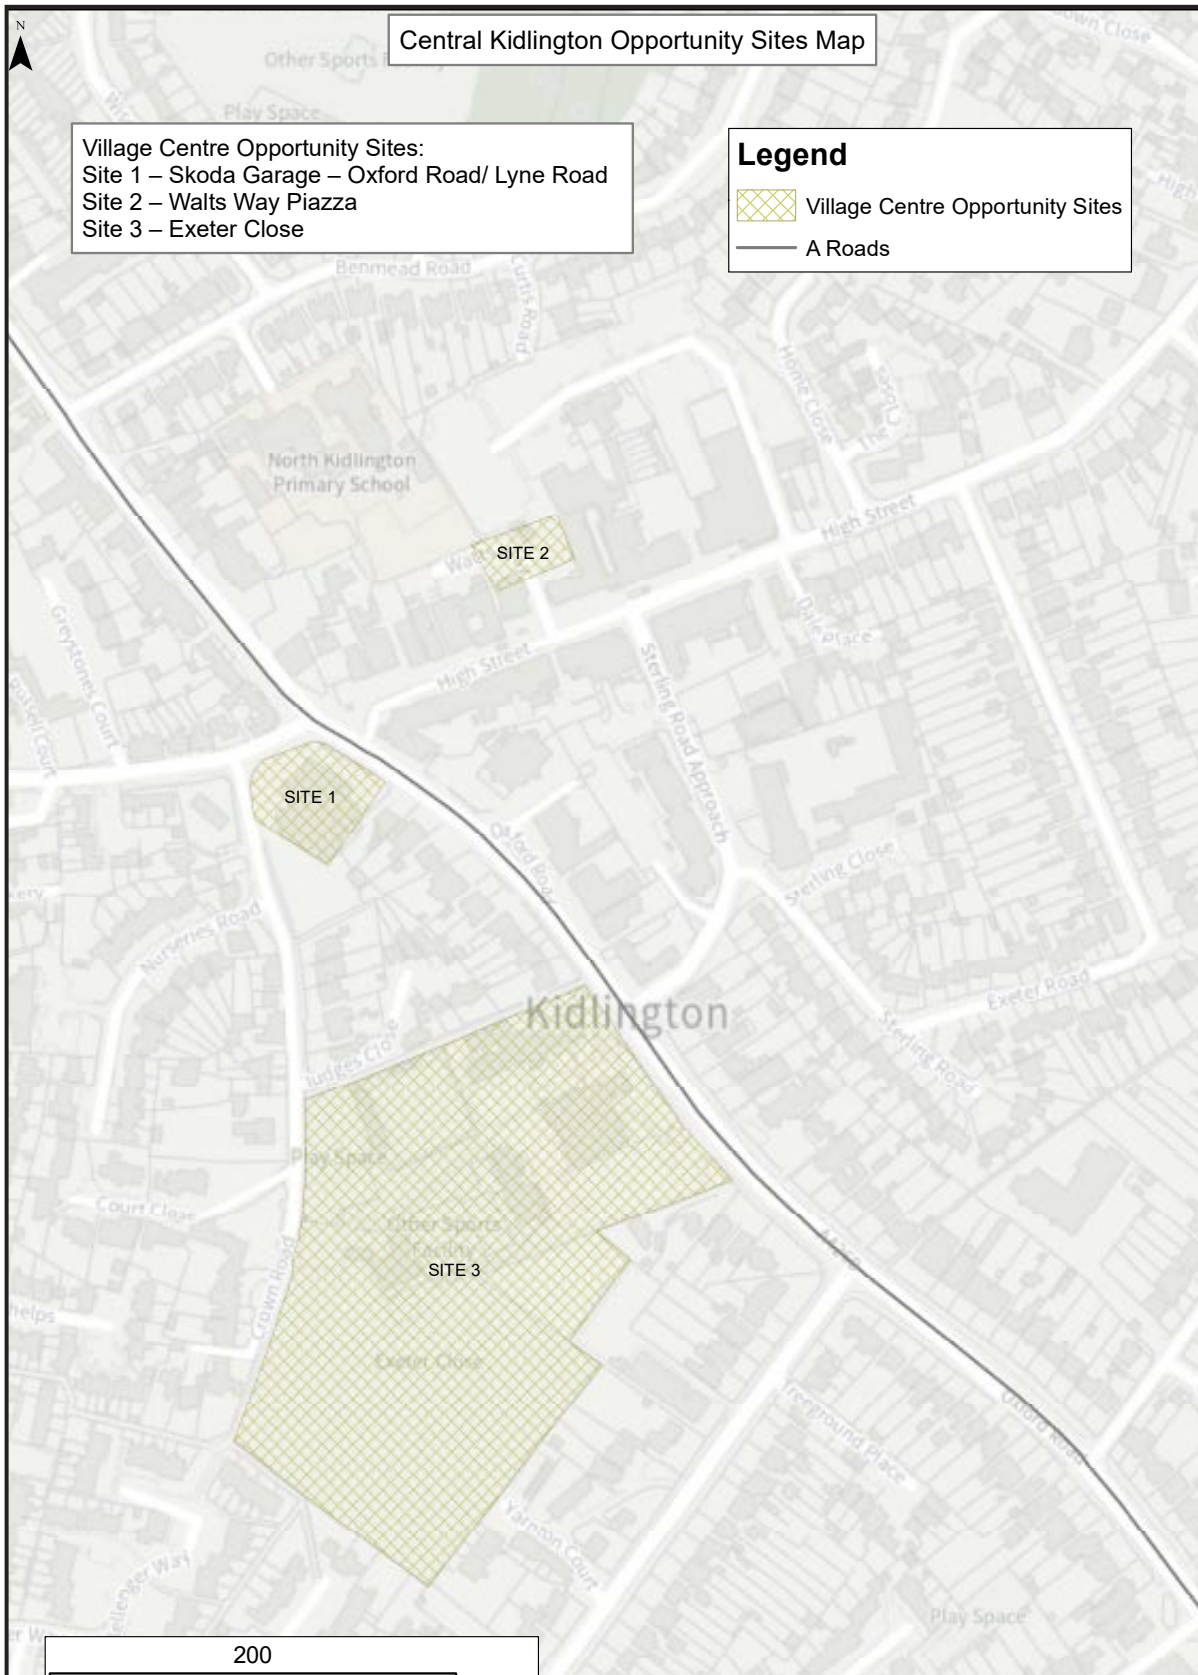 N
Central Kidlington Opportunity Sites Map
Other Sports
Play Space
Village Centre Opportunity Sites:
Site 1 – Skoda Garage – Oxford Road/ Lyne Road
Site 2 – Walts Way Piazza
Site 3 – Exeter Close
Legend
Village Centre Opportunity Sites
A Roads
Close
Benmead Road
Curtis Road
Home Close
The Close
North Kidlington
Primary School
High Street
SITE 2
Dale Place
Greystones Court
High Street
Sterling Road Approach
Court
SITE 1
Oxford Road
Sterling Close
Nurseries Road
Exeter Road
Kidlington
Sterling Road
Judges Close
Play Space
Court Close
Other Sports
Facility
SITE 3
Crown Road
Exeter Close
Oxford Road
Treeground Place
Yarnton Court
Play Space
200